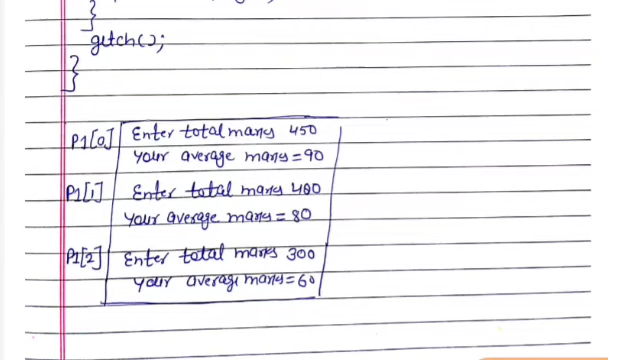 }
getch();
}
P1[0] Enter total marks 450
Your average marks=90
P1[1] Enter total marks 400
Your average marks = 80
P1[2] Enter total marks 300
Your average marks=60